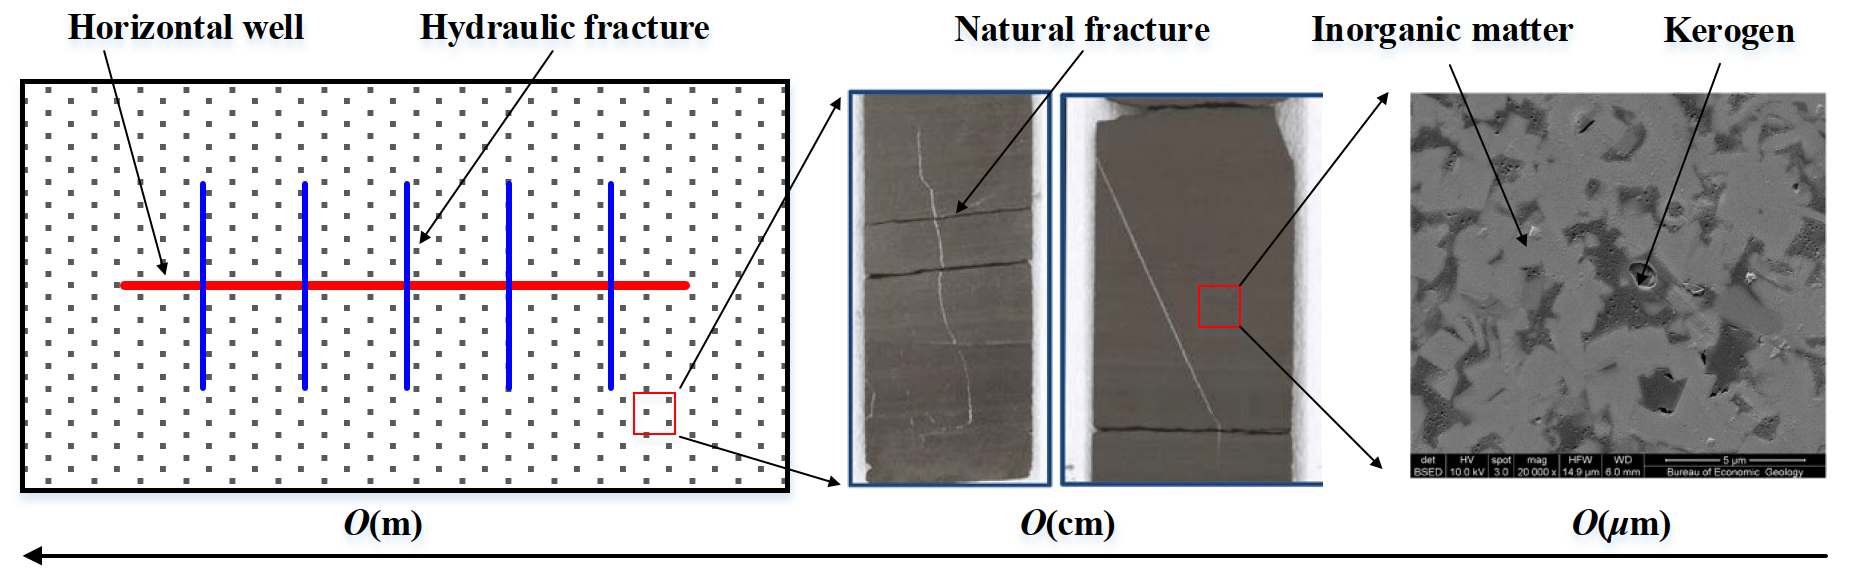 Horizontal well
Hydraulic fracture
Natural fracture
Inorganic matter
Kerogen
det HV spot mag HFW WD 5 μm
BSED 10.0 kV 3.0 20 000 x 14.9 μm 6.0 mm Bureau of Economic Geology
O(m)
O(cm)
O(μm)